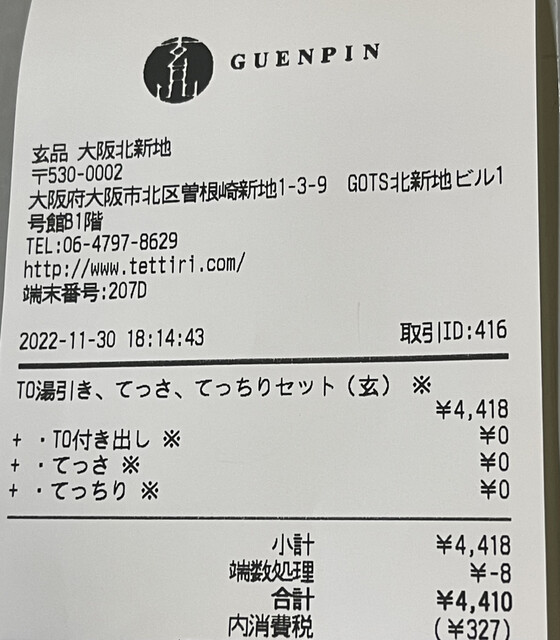 玄品
GUENPIN
玄品 大阪北新地
〒530-0002
大阪府大阪市北区曽根崎新地1-3-9 GOTS北新地ビル1
号館B1階
TEL:06-4797-8629
http://www.tettiri.com/
端末番号:207D
2022-11-30 18:14:43 取引ID:416
TO湯引き、てっさ、てっちりセット(玄) ※
¥4,418
+ ・TO付き出し ※ ¥0
+ ・てっさ ※ ¥0
+ ・てっちり ※ ¥0
小計 ¥4,418
端数処理 ¥-8
合計 ¥4,410
内消費税 (¥327)